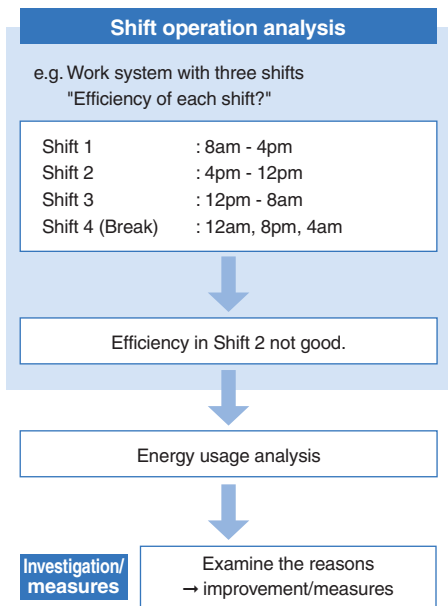 Shift operation analysis
e.g. Work system with three shifts
"Efficiency of each shift?"
Shift 1 : 8am - 4pm
Shift 2 : 4pm - 12pm
Shift 3 : 12pm - 8am
Shift 4 (Break) : 12am, 8pm, 4am
Efficiency in Shift 2 not good.
Energy usage analysis
Investigation/
measures
Examine the reasons
→ improvement/measures